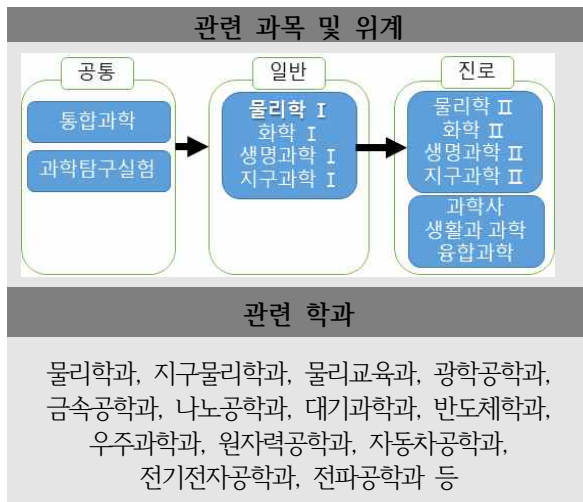 관련 과목 및 위계
공통
통합과학
과학탐구실험
일반
물리학 Ⅰ
화학 Ⅰ
생명과학 Ⅰ
지구과학 Ⅰ
진로
물리학 Ⅱ
화학 Ⅱ
생명과학 Ⅱ
지구과학 Ⅱ
과학사
생활과 과학
융합과학
관련 학과
물리학과, 지구물리학과, 물리교육과, 광학공학과,
금속공학과, 나노공학과, 대기과학과, 반도체학과,
우주과학과, 원자력공학과, 자동차공학과,
전기전자공학과, 전파공학과 등